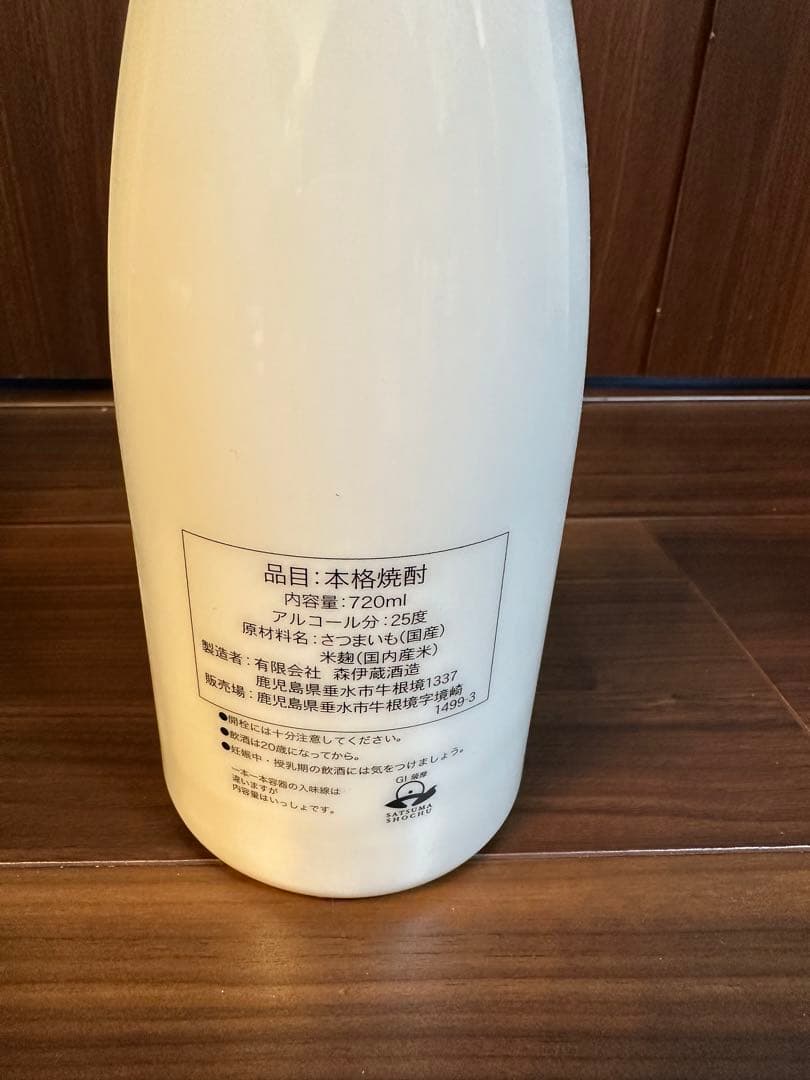 品目：本格焼酎
内容量：720ml
アルコール分：25度
原材料名：さつまいも（国産）
米麹（国内産米）
製造者：有限会社 森伊蔵酒造
鹿児島県垂水市牛根境1337
販売場：鹿児島県垂水市牛根境字境崎
1499-3
●開栓には十分注意してください。
●飲酒は20歳になってから。
●妊娠中・授乳期の飲酒には気をつけましょう。
一本一本容器の入味線は
違いますが
内容量はいっしょです。
GI 薩摩
SATSUMA
SHOCHU